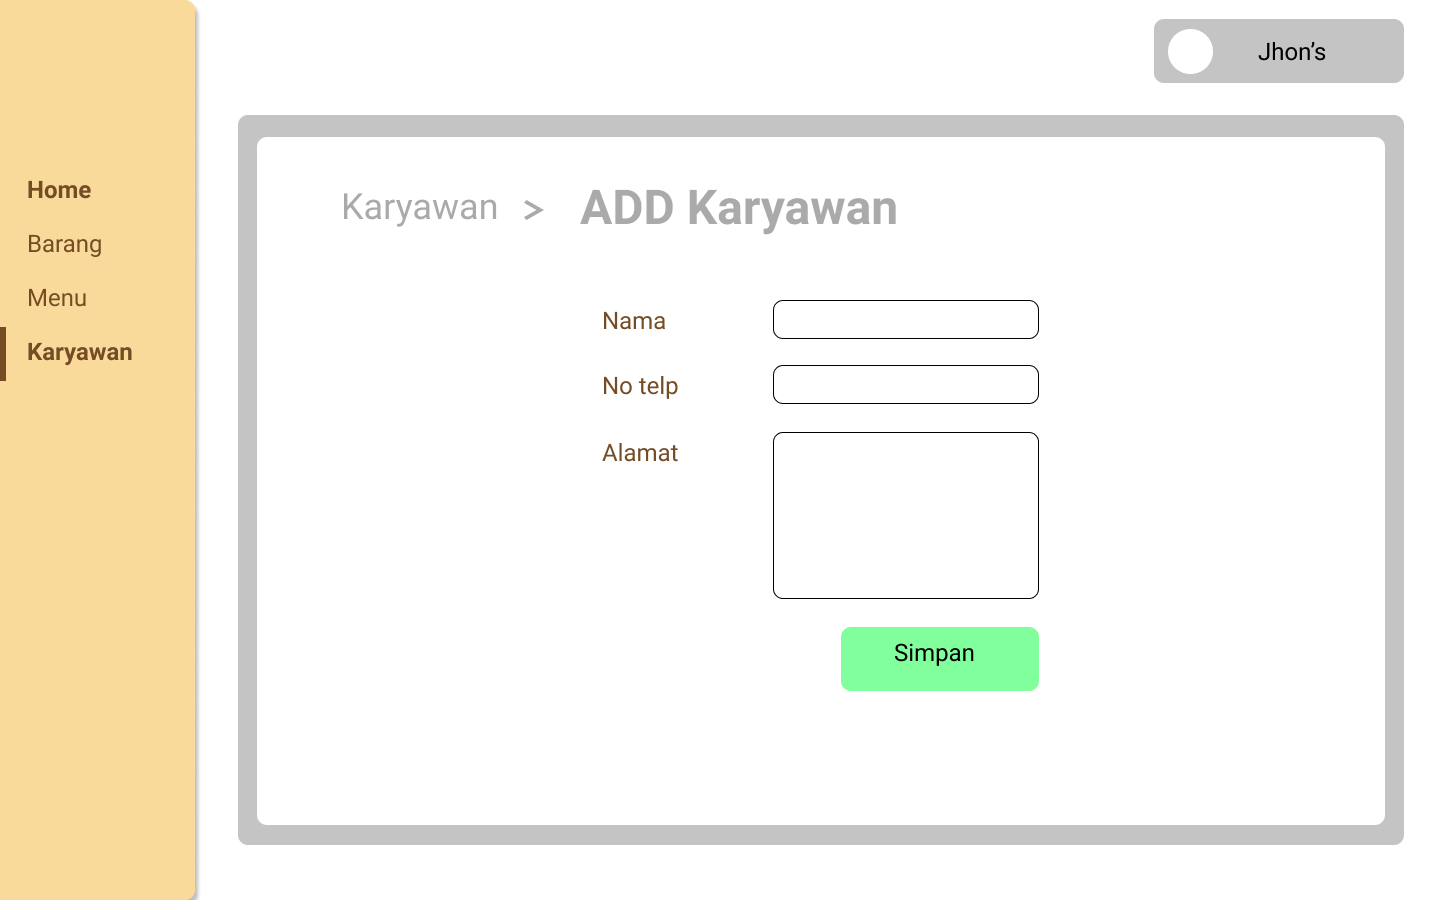 Jhon’s
Home
Barang
Menu
Karyawan
Karyawan > ADD Karyawan
Nama
No telp
Alamat
Simpan